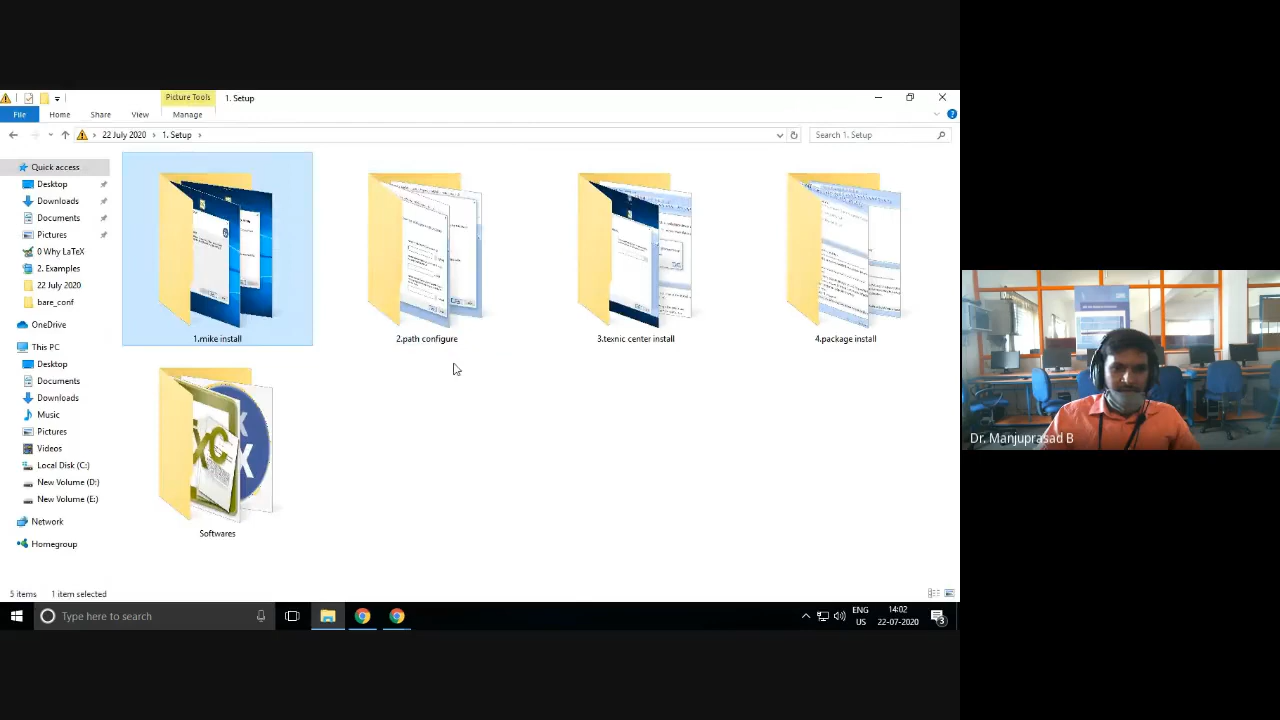 Picture Tools
1. Setup
File
Home
Share
View
Manage
22 July 2020
1. Setup
Search 1. Setup
Quick access
Desktop
Downloads
Documents
Pictures
0 Why LaTeX
2. Examples
22 July 2020
bare_conf
OneDrive
This PC
Desktop
Documents
Downloads
Music
Pictures
Videos
Local Disk (C:)
New Volume (D:)
New Volume (E:)
Network
Homegroup
1.mike install
2.path configure
3.texnic center install
4.package install
Softwares
5 items
1 item selected
Type here to search
ENG
US
14:02
22-07-2020
3
Dr. Manjuprasad B